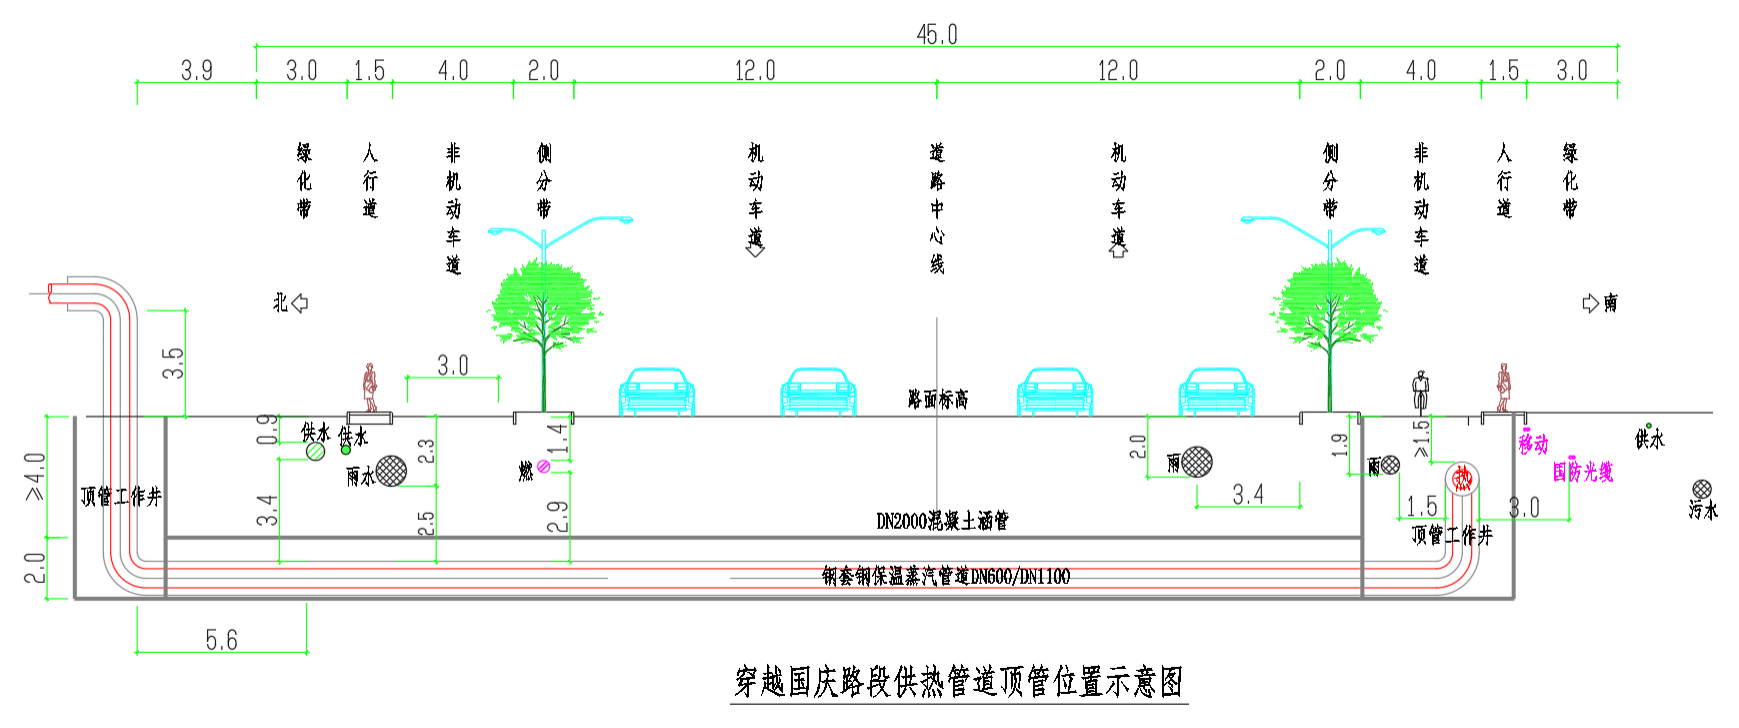 45.0
3.9
3.0
1.5
4.0
2.0
12.0
12.0
2.0
4.0
1.5
3.0
绿化带
人行道
非机动车道
侧分带
机动车道
道路中心线
机动车道
侧分带
非机动车道
人行道
绿化带
北
南
3.5
3.0
路面标高
0.9
供水
供水
雨水
2.3
燃
1.4
2.0
雨
1.9
雨
≥1.5
热
移动
国防光缆
供水
污水
≥4.0
顶管工作井
3.4
2.5
2.9
3.4
1.5
3.0
DN2000混凝土涵管
顶管工作井
2.0
钢套钢保温蒸汽管道DN600/DN1100
5.6
穿越国庆路段供热管道顶管位置示意图